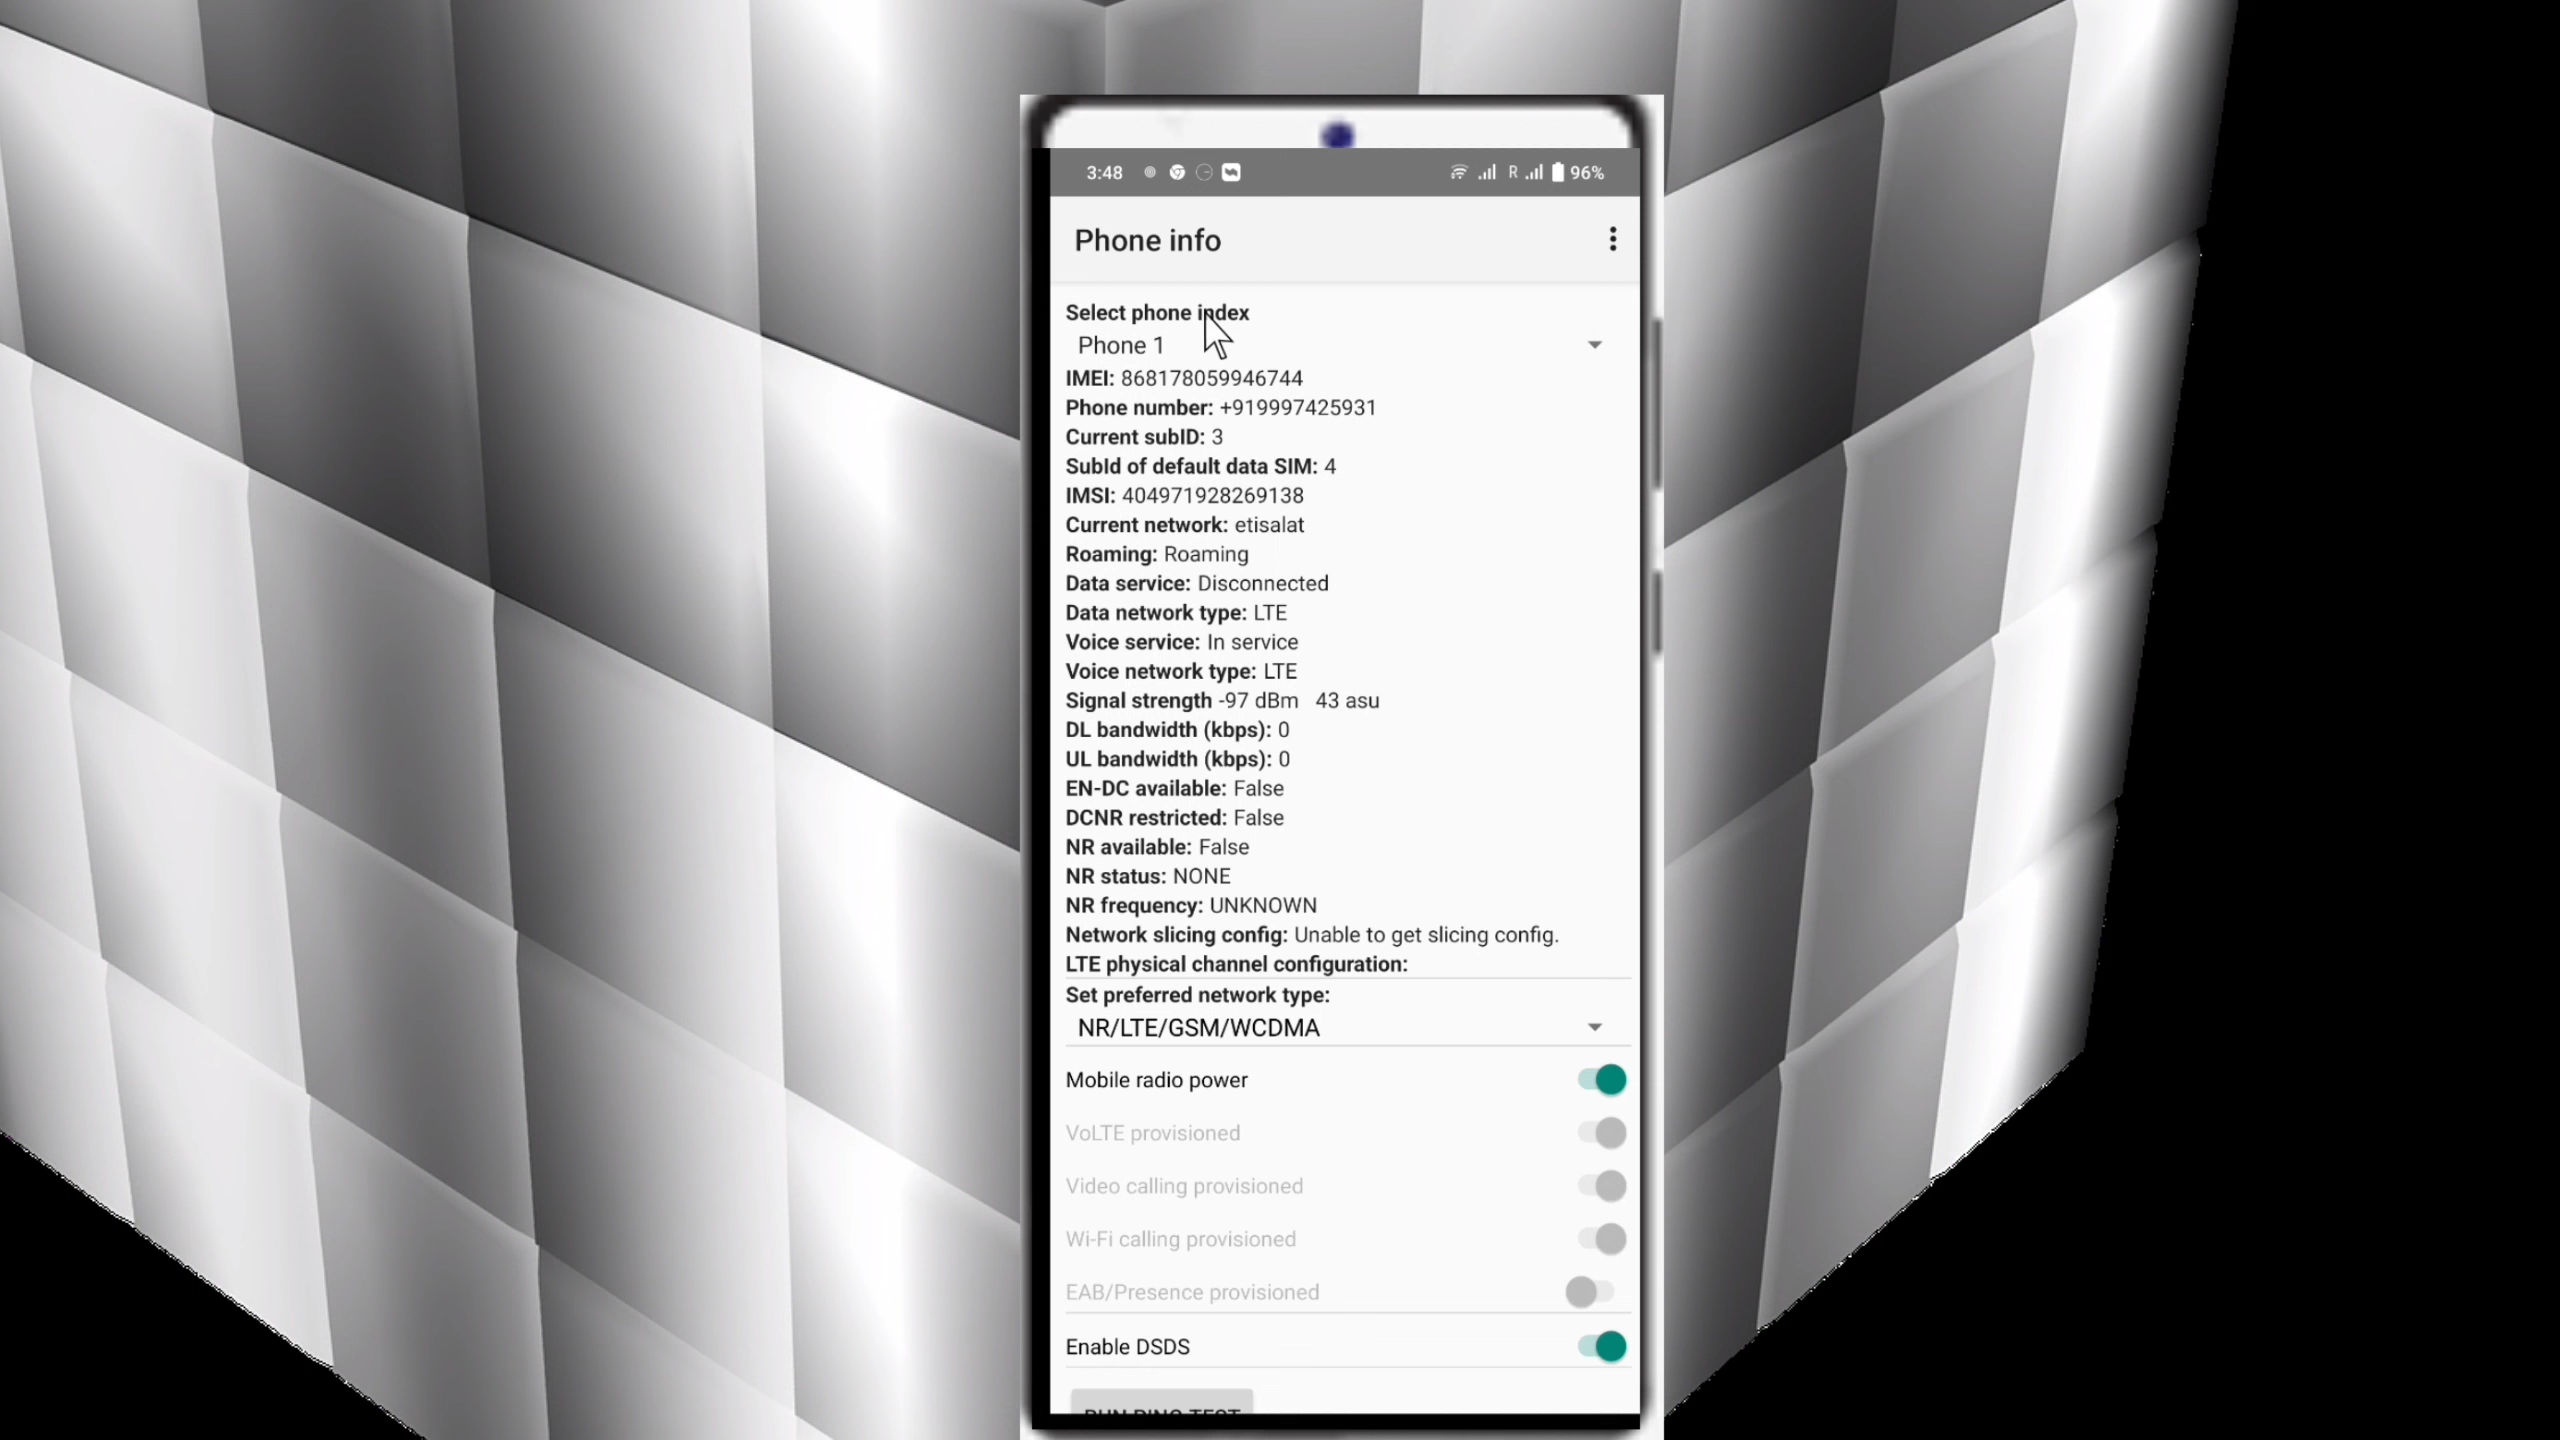 3:48 R 96%
Phone info
Select phone index
Phone 1
IMEI: 868178059946744
Phone number: +919997425931
Current subID: 3
SubId of default data SIM: 4
IMSI: 404971928269138
Current network: etisalat
Roaming: Roaming
Data service: Disconnected
Data network type: LTE
Voice service: In service
Voice network type: LTE
Signal strength -97 dBm 43 asu
DL bandwidth (kbps): 0
UL bandwidth (kbps): 0
EN-DC available: False
DCNR restricted: False
NR available: False
NR status: NONE
NR frequency: UNKNOWN
Network slicing config: Unable to get slicing config.
LTE physical channel configuration:
Set preferred network type:
NR/LTE/GSM/WCDMA
Mobile radio power
VoLTE provisioned
Video calling provisioned
Wi-Fi calling provisioned
EAB/Presence provisioned
Enable DSDS
RUN PING TEST